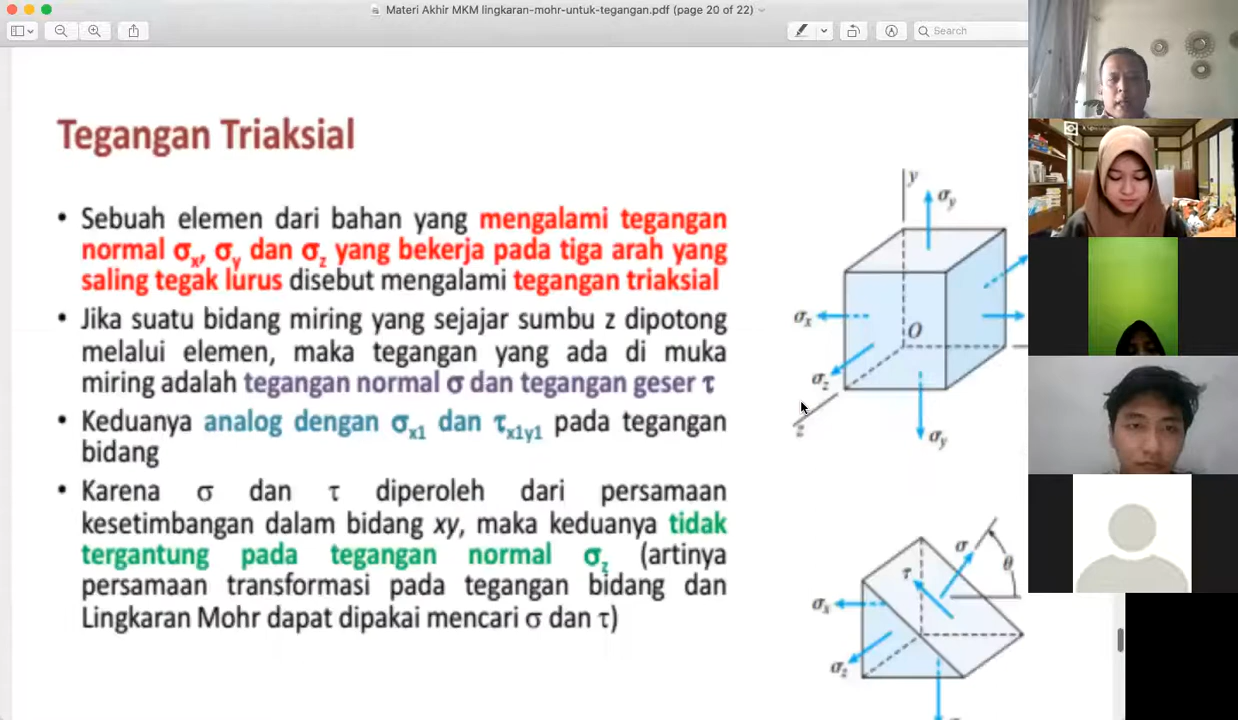 Materi Akhir MKM lingkaran-mohr-untuk-tegangan.pdf (page 20 of 22)
Search
Tegangan Triaksial
• Sebuah elemen dari bahan yang mengalami tegangan
normal σx, σy dan σz yang bekerja pada tiga arah yang
saling tegak lurus disebut mengalami tegangan triaksial
• Jika suatu bidang miring yang sejajar sumbu z dipotong
melalui elemen, maka tegangan yang ada di muka
miring adalah tegangan normal σ dan tegangan geser τ
• Keduanya analog dengan σx1 dan τx1y1 pada tegangan
bidang
• Karena σ dan τ diperoleh dari persamaan
kesetimbangan dalam bidang xy, maka keduanya tidak
tergantung pada tegangan normal σz (artinya
persamaan transformasi pada tegangan bidang dan
Lingkaran Mohr dapat dipakai mencari σ dan τ)
y
σy
σx
O
σz
z
σy
σ
θ
τ
σx
σz